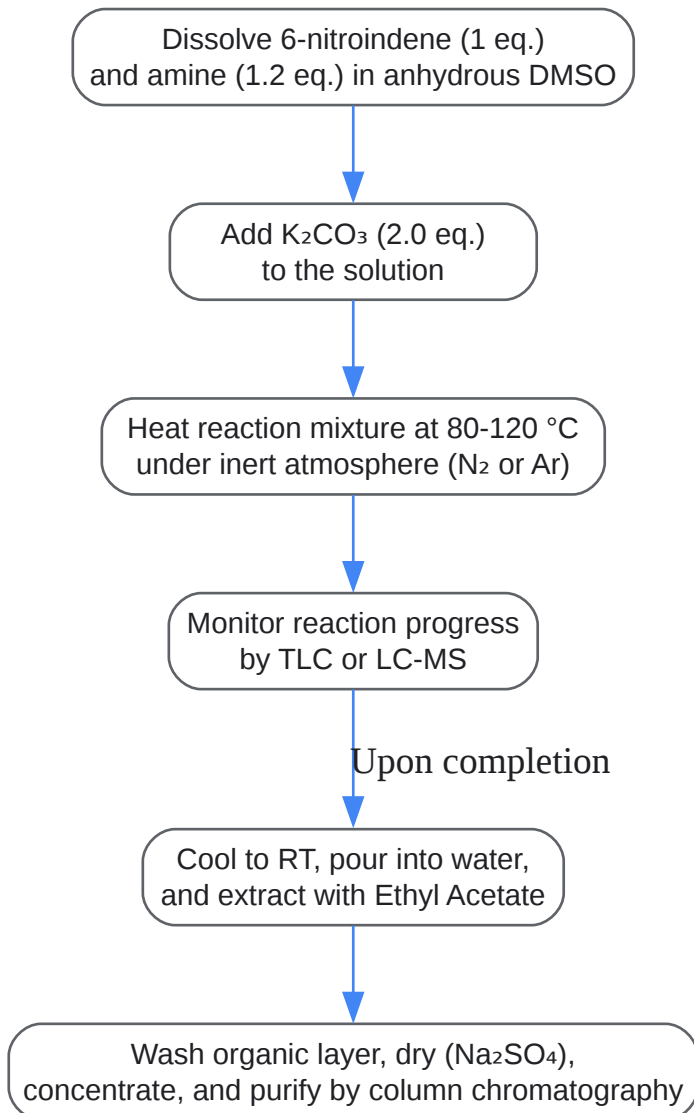 Dissolve 6-nitroindene (1 eq.)
and amine (1.2 eq.) in anhydrous DMSO
Add K₂CO₃ (2.0 eq.)
to the solution
Heat reaction mixture at 80-120 °C
under inert atmosphere (N₂ or Ar)
Monitor reaction progress
by TLC or LC-MS
Upon completion
Cool to RT, pour into water,
and extract with Ethyl Acetate
Wash organic layer, dry (Na₂SO₄),
concentrate, and purify by column chromatography